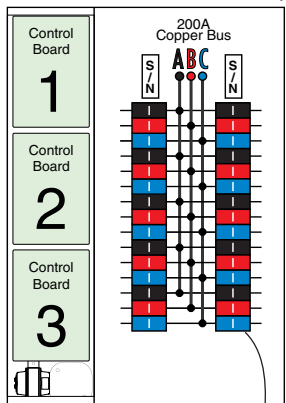 Control
Board
1
Control
Board
2
Control
Board
3
200A
Copper Bus
S/N
A B C
S/N